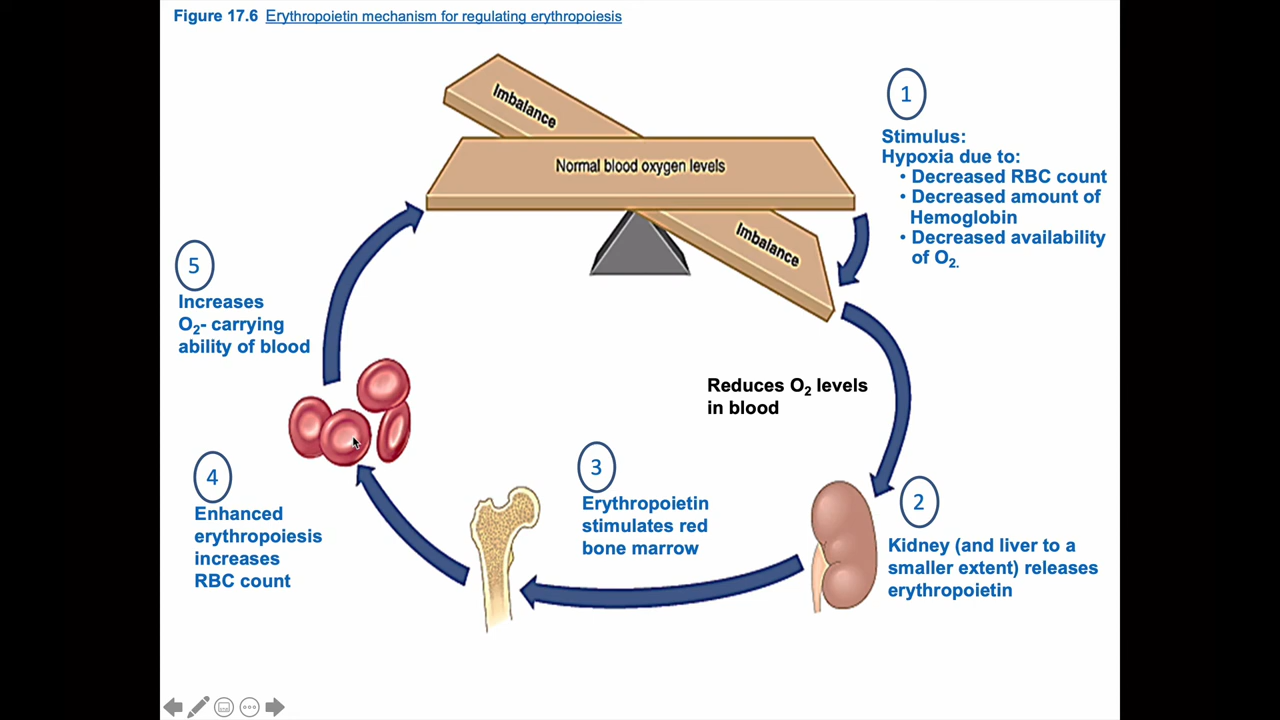 Figure 17.6 Erythropoietin mechanism for regulating erythropoiesis
Imbalance
Normal blood oxygen levels
Imbalance
1
Stimulus:
Hypoxia due to:
• Decreased RBC count
• Decreased amount of
Hemoglobin
• Decreased availability
of O₂.
Reduces O₂ levels
in blood
2
Kidney (and liver to a
smaller extent) releases
erythropoietin
3
Erythropoietin
stimulates red
bone marrow
4
Enhanced
erythropoiesis
increases
RBC count
5
Increases
O₂- carrying
ability of blood